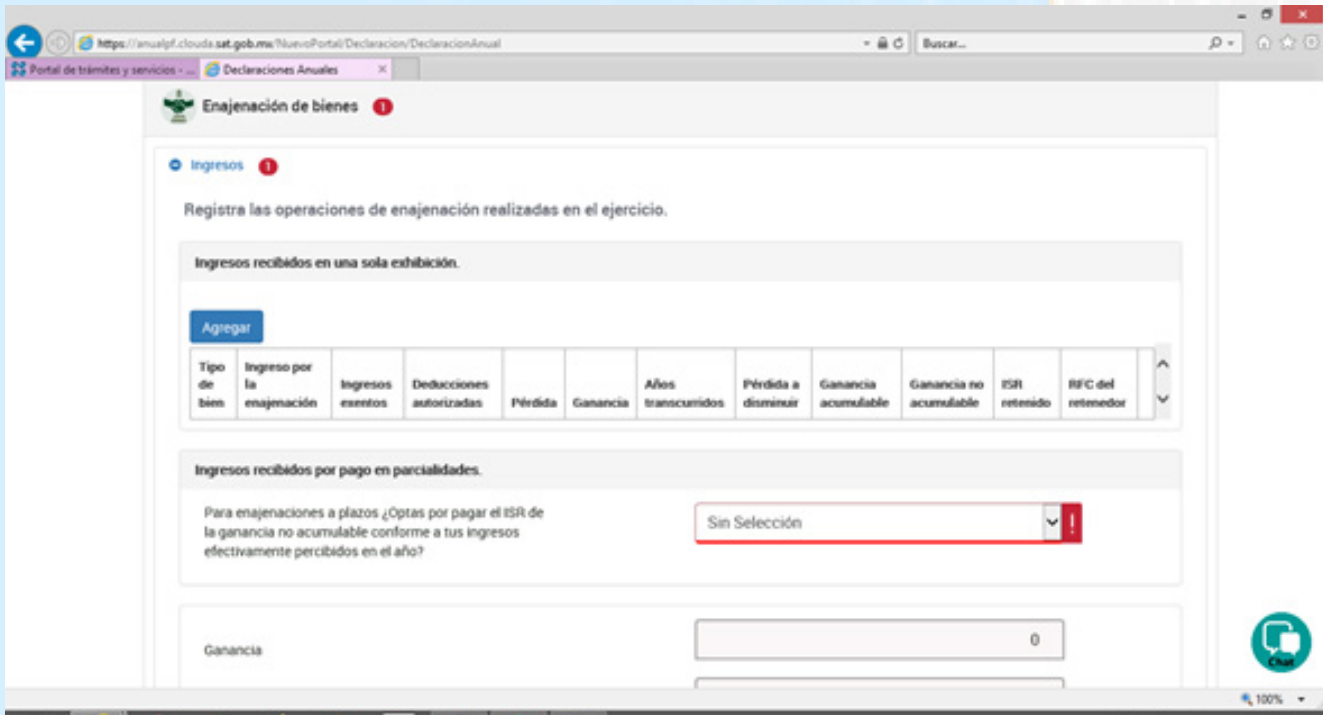 https://anualpf.clouda.sat.gob.mx/NuevoPortal/Declaracion/DeclaracionAnual
Buscar...
Portal de trámites y servicios - ...
Declaraciones Anuales
Enajenación de bienes 1
Ingresos 1
Registra las operaciones de enajenación realizadas en el ejercicio.
Ingresos recibidos en una sola exhibición.
Agregar
Tipo de bien
Ingreso por la enajenación
Ingresos exentos
Deducciones autorizadas
Pérdida
Ganancia
Años transcurridos
Pérdida a disminuir
Ganancia acumulable
Ganancia no acumulable
ISR retenido
RFC del retenedor
Ingresos recibidos por pago en parcialidades.
Para enajenaciones a plazos ¿Optas por pagar el ISR de
la ganancia no acumulable conforme a tus ingresos
efectivamente percibidos en el año?
Sin Selección
!
Ganancia
0
Chat
100%